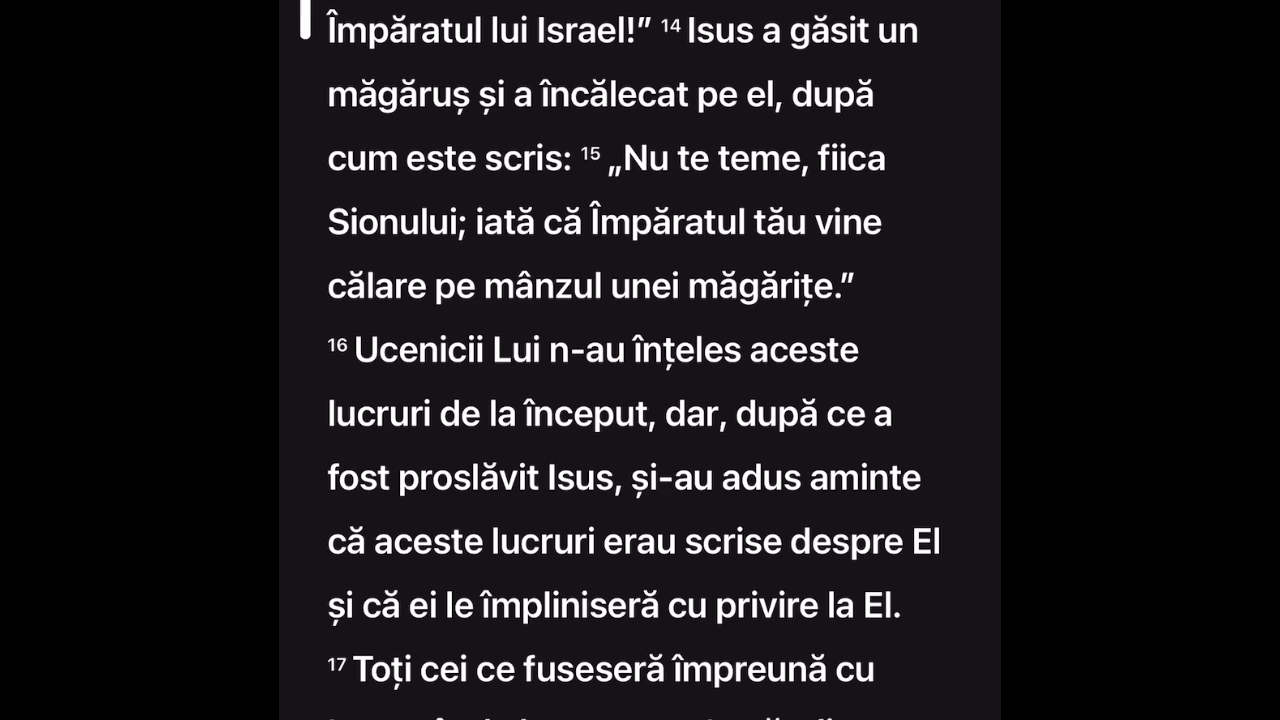 Împăratul lui Israel!” 14 Isus a găsit un
măgăruș și a încălecat pe el, după
cum este scris: 15 „Nu te teme, fiica
Sionului; iată că Împăratul tău vine
călare pe mânzul unei măgărițe.”
16 Ucenicii Lui n-au înțeles aceste
lucruri de la început, dar, după ce a
fost proslăvit Isus, și-au adus aminte
că aceste lucruri erau scrise despre El
și că ei le împliniseră cu privire la El.
17 Toți cei ce fuseseră împreună cu